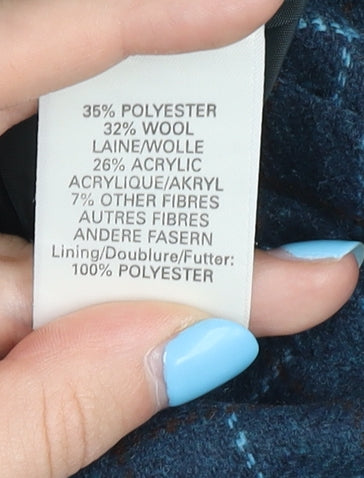 35% POLYESTER
32% WOOL
LAINE/WOLLE
26% ACRYLIC
ACRYLIQUE/AKRYL
7% OTHER FIBRES
AUTRES FIBRES
ANDERE FASERN
Lining/Doublure/Futter:
100% POLYESTER